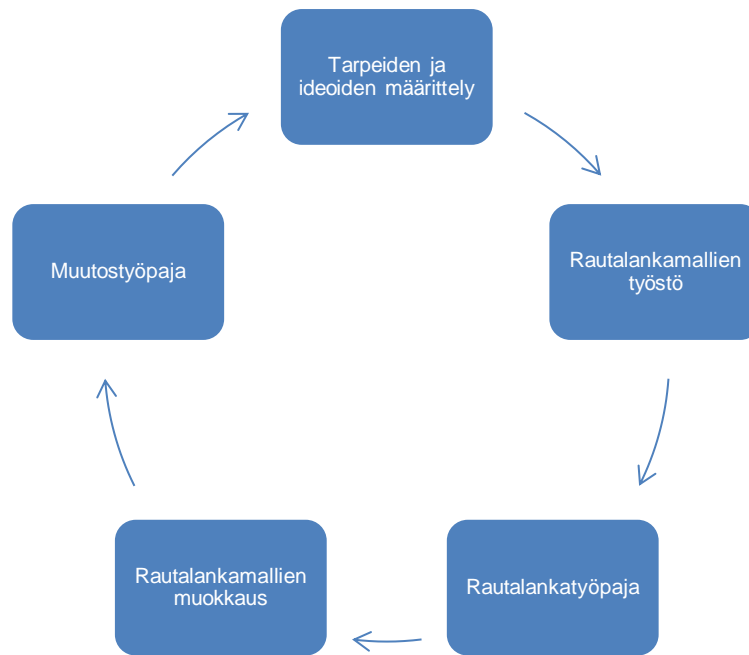 Tarpeiden ja
ideoiden määrittely
Rautalankamallien
työstö
Rautalankatyöpaja
Rautalankamallien
muokkaus
Muutostyöpaja